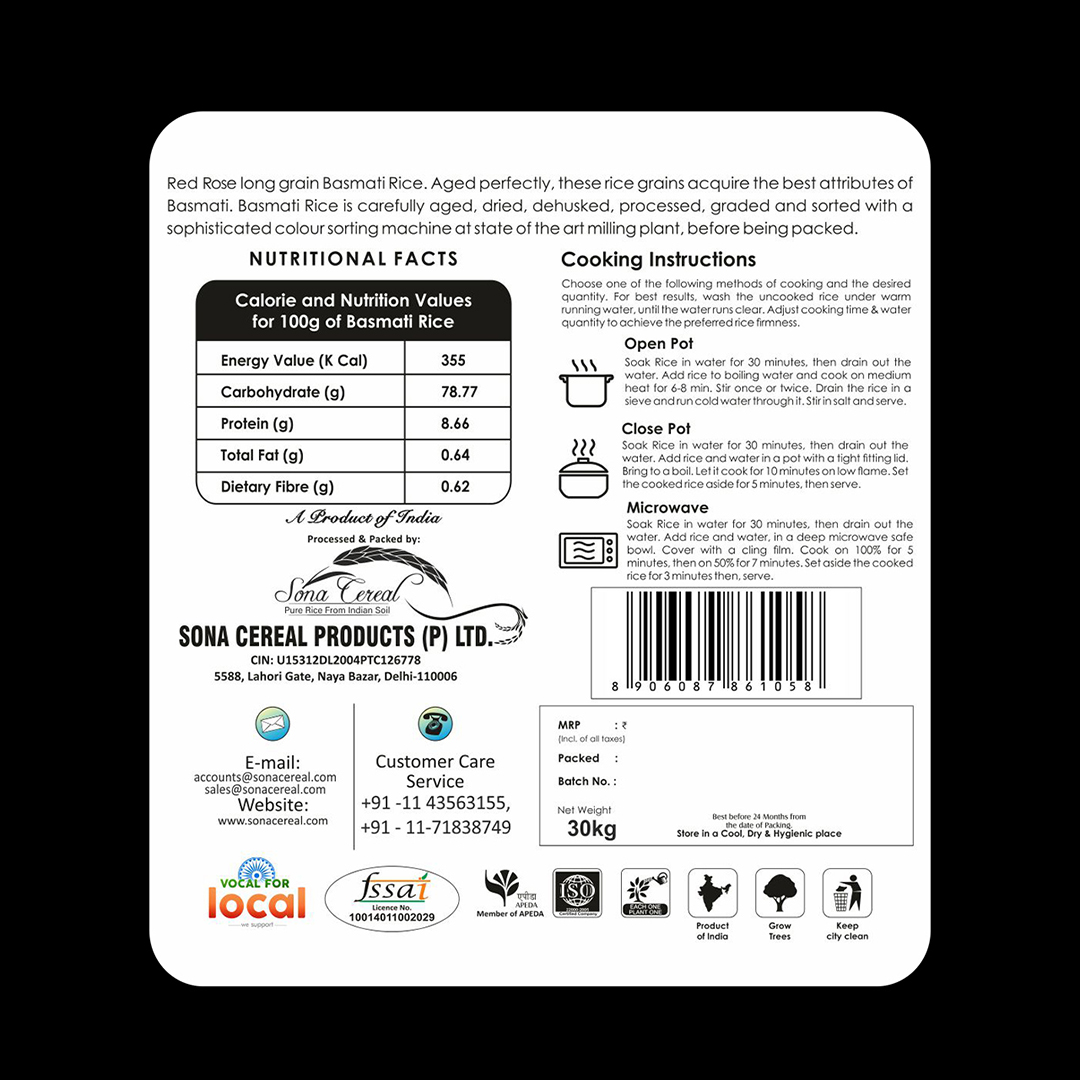 Red Rose long grain Basmati Rice. Aged perfectly, these rice grains acquire the best attributes of
Basmati. Basmati Rice is carefully aged, dried, dehusked, processed, graded and sorted with a
sophisticated colour sorting machine at state of the art milling plant, before being packed.
NUTRITIONAL FACTS
Calorie and Nutrition Values
for 100g of Basmati Rice
Energy Value (K Cal) 355
Carbohydrate (g) 78.77
Protein (g) 8.66
Total Fat (g) 0.64
Dietary Fibre (g) 0.62
A Product of India
Processed & Packed by:
Sona Cereal
Pure Rice From Indian Soil
SONA CEREAL PRODUCTS (P) LTD.
CIN: U15312DL2004PTC126778
5588, Lahori Gate, Naya Bazar, Delhi-110006
Cooking Instructions
Choose one of the following methods of cooking and the desired
quantity. For best results, wash the uncooked rice under warm
running water, until the water runs clear. Adjust cooking time & water
quantity to achieve the preferred rice firmness.
Open Pot
Soak Rice in water for 30 minutes, then drain out the
water. Add rice to boiling water and cook on medium
heat for 6-8 min. Stir once or twice. Drain the rice in a
sieve and run cold water through it. Stir in salt and serve.
Close Pot
Soak Rice in water for 30 minutes, then drain out the
water. Add rice and water in a pot with a tight fitting lid.
Bring to a boil. Let it cook for 10 minutes on low flame. Set
the cooked rice aside for 5 minutes, then serve.
Microwave
Soak Rice in water for 30 minutes, then drain out the
water. Add rice and water, in a deep microwave safe
bowl. Cover with a cling film. Cook on 100% for 5
minutes, then on 50% for 7 minutes. Set aside the cooked
rice for 3 minutes then, serve.
8 906087 861058
E-mail:
accounts@sonacereal.com
sales@sonacereal.com
Website:
www.sonacereal.com
Customer Care
Service
+91 -11 43563155,
+91 - 11-71838749
MRP : ₹
(Incl. of all taxes)
Packed :
Batch No. :
Net Weight
30kg
Best before 24 Months from
the date of Packing.
Store in a Cool, Dry & Hygienic place
VOCAL FOR
local
we support
fssai
Licence No.
10014011002029
एपीडा
APEDA
Member of APEDA
ISO
22000:2005
Certified Company
EACH ONE
PLANT ONE
Product
of India
Grow
Trees
Keep
city clean